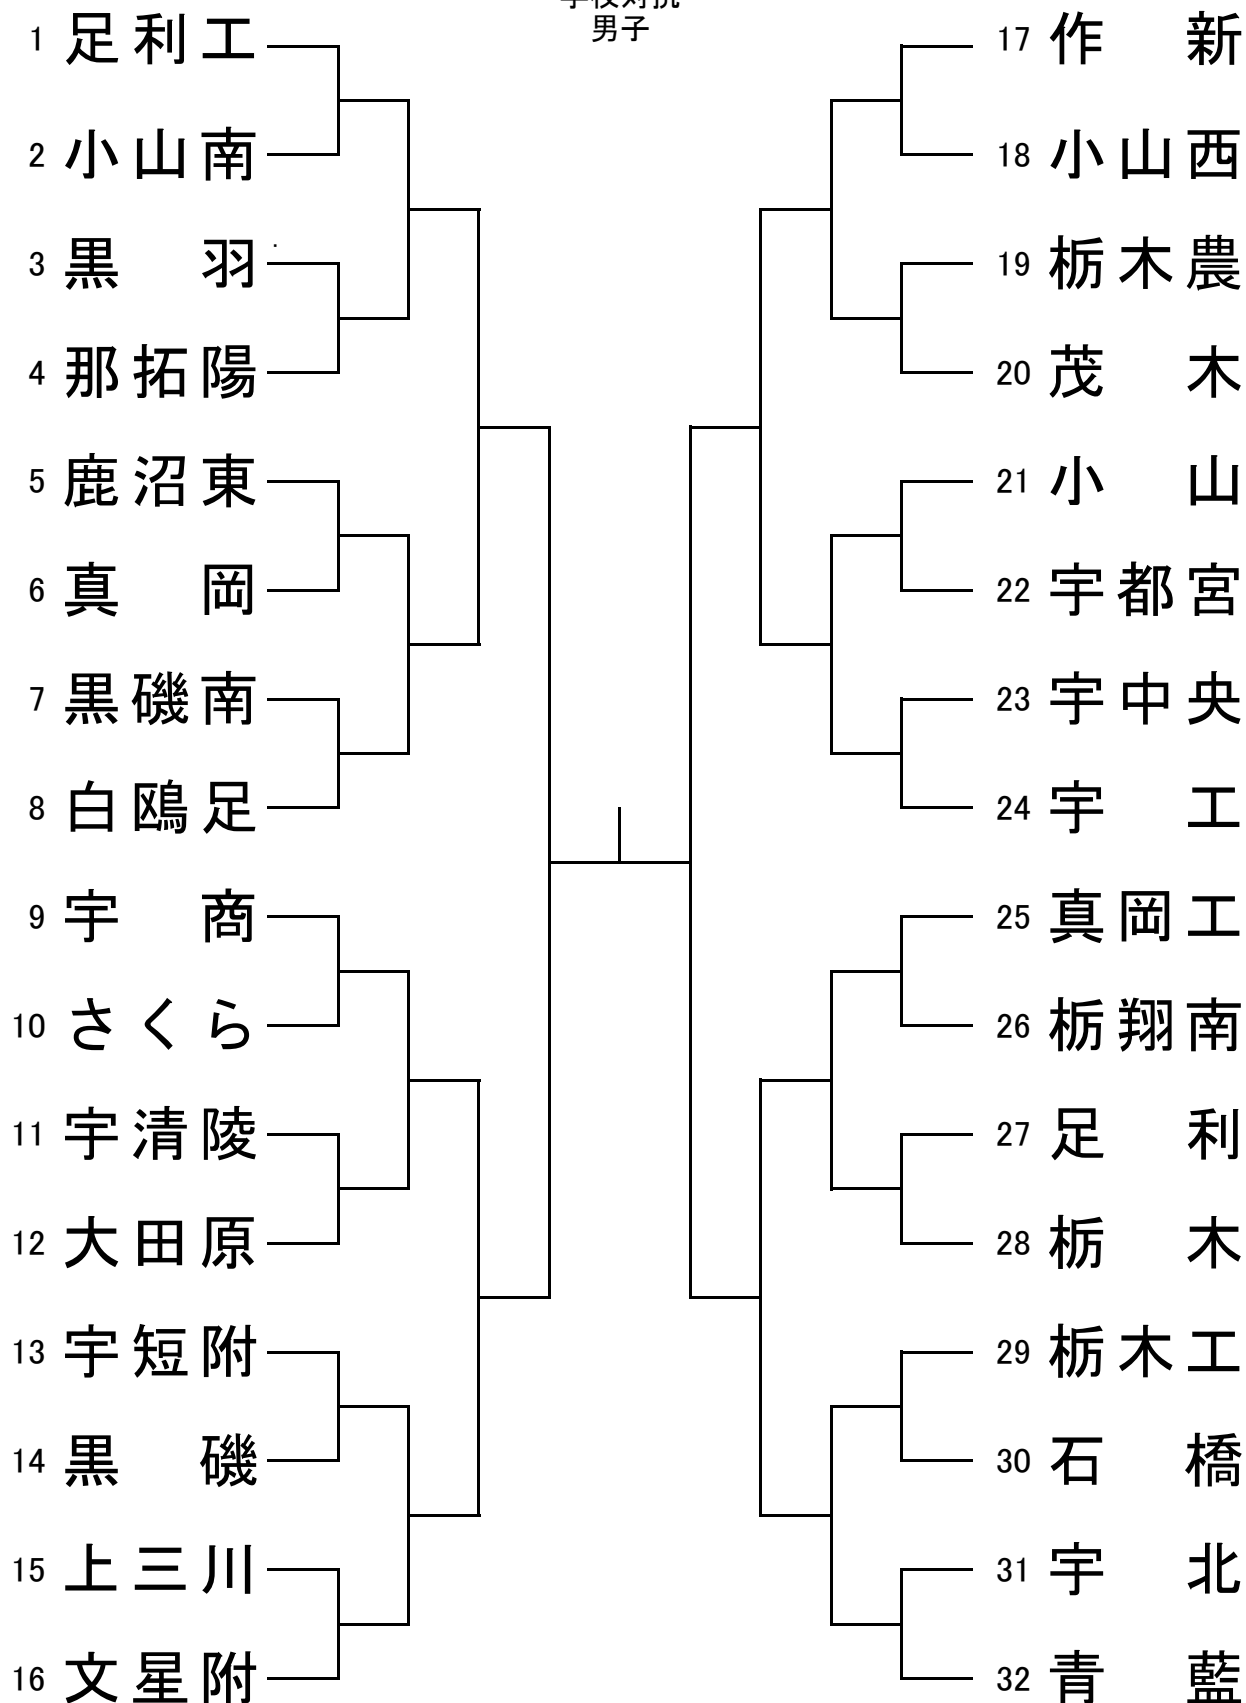 学校対抗
男子
1 足利工
2 小山南
3 黒羽
4 那拓陽
5 鹿沼東
6 真岡
7 黒磯南
8 白鴎足
9 宇商
10 さくら
11 宇清陵
12 大田原
13 宇短附
14 黒磯
15 上三川
16 文星附
17 作新
18 小山西
19 栃木農
20 茂木
21 小山
22 宇都宮
23 宇中央
24 宇工
25 真岡工
26 栃翔南
27 足利
28 栃木
29 栃木工
30 石橋
31 宇北
32 青藍